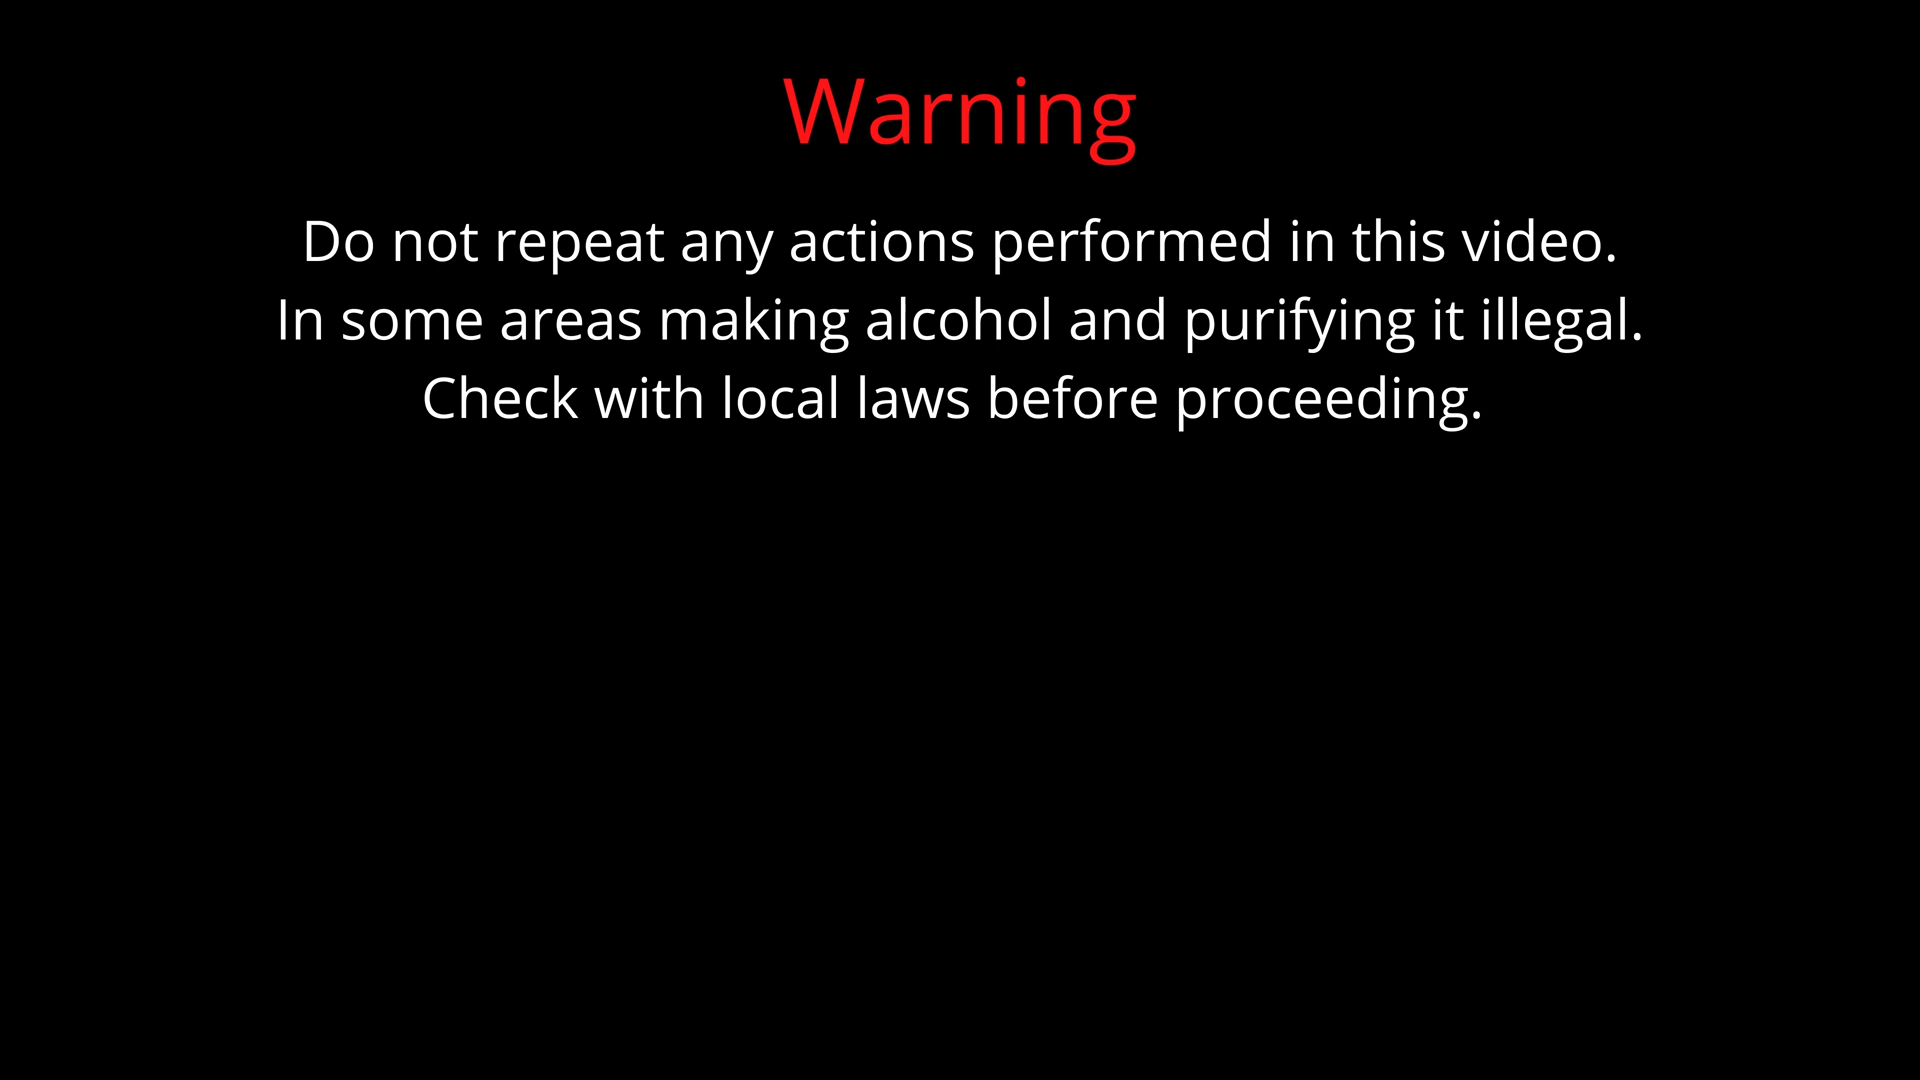 Warning
Do not repeat any actions performed in this video.
In some areas making alcohol and purifying it illegal.
Check with local laws before proceeding.